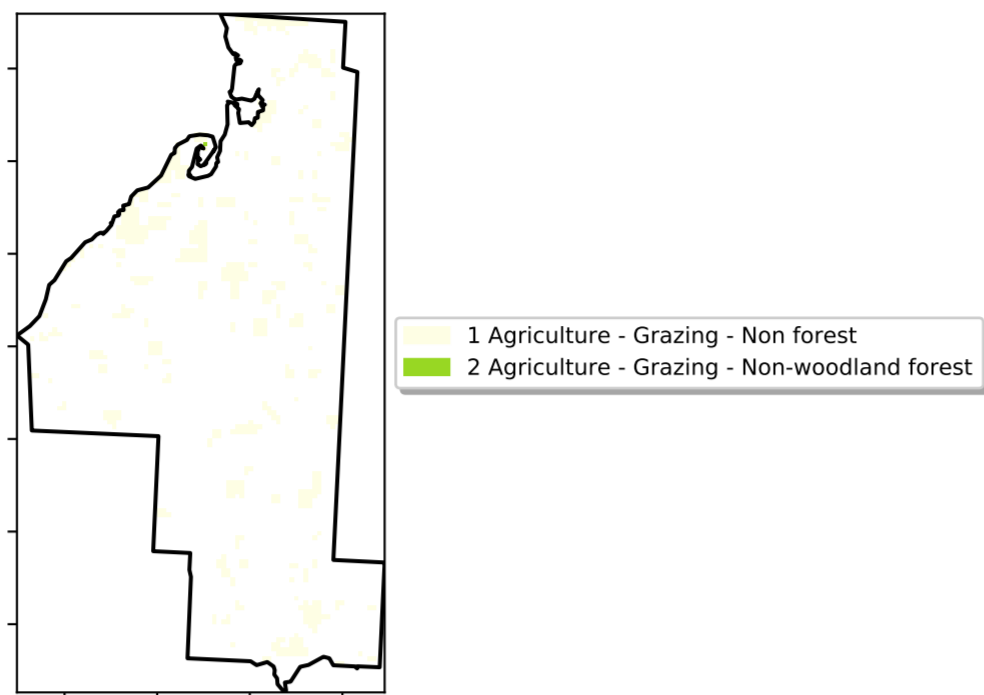 1 Agriculture - Grazing - Non forest
2 Agriculture - Grazing - Non-woodland forest